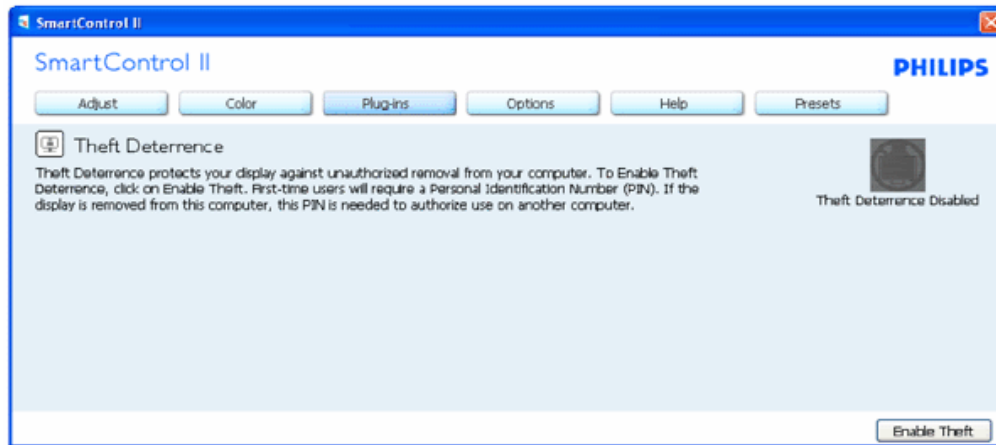 SmartControl II
SmartControl II
PHILIPS
Adjust Color Plug-ins Options Help Presets
Theft Deterrence
Theft Deterrence protects your display against unauthorized removal from your computer. To Enable Theft
Deterrence, click on Enable Theft. First-time users will require a Personal Identification Number (PIN). If the
display is removed from this computer, this PIN is needed to authorize use on another computer.
Theft Deterrence Disabled
Enable Theft